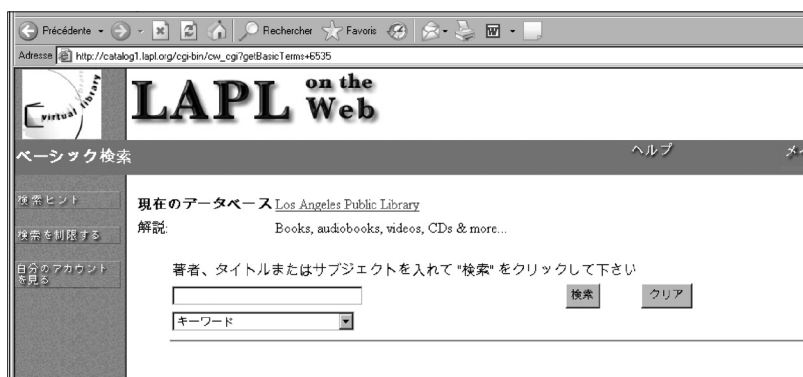 Précédente Rechercher Favoris
Adresse http://catalog1.lapl.org/cgi-bin/cw_cgi?getBasicTerms+6535
virtual library
LAPL on the Web
ベーシック検索 ヘルプ メイ
検索ヒント
検索を制限する
自分のアカウントを見る
現在のデータベース Los Angeles Public Library
解説: Books, audiobooks, videos, CDs & more...
著者、タイトルまたはサブジェクトを入れて "検索" をクリックして下さい
検索 クリア
キーワード